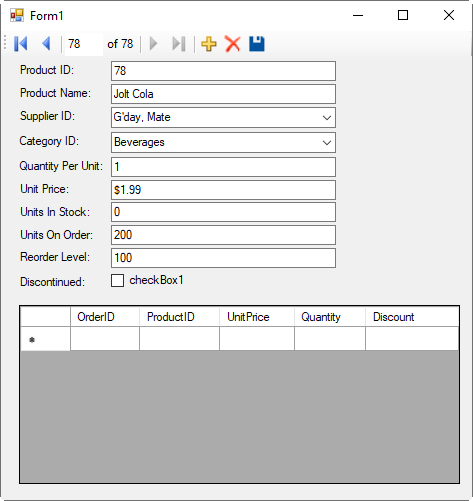 Form1
78 of 78
Product ID: 78
Product Name: Jolt Cola
Supplier ID: G'day, Mate
Category ID: Beverages
Quantity Per Unit: 1
Unit Price: $1.99
Units In Stock: 0
Units On Order: 200
Reorder Level: 100
Discontinued: checkBox1
OrderID ProductID UnitPrice Quantity Discount
*